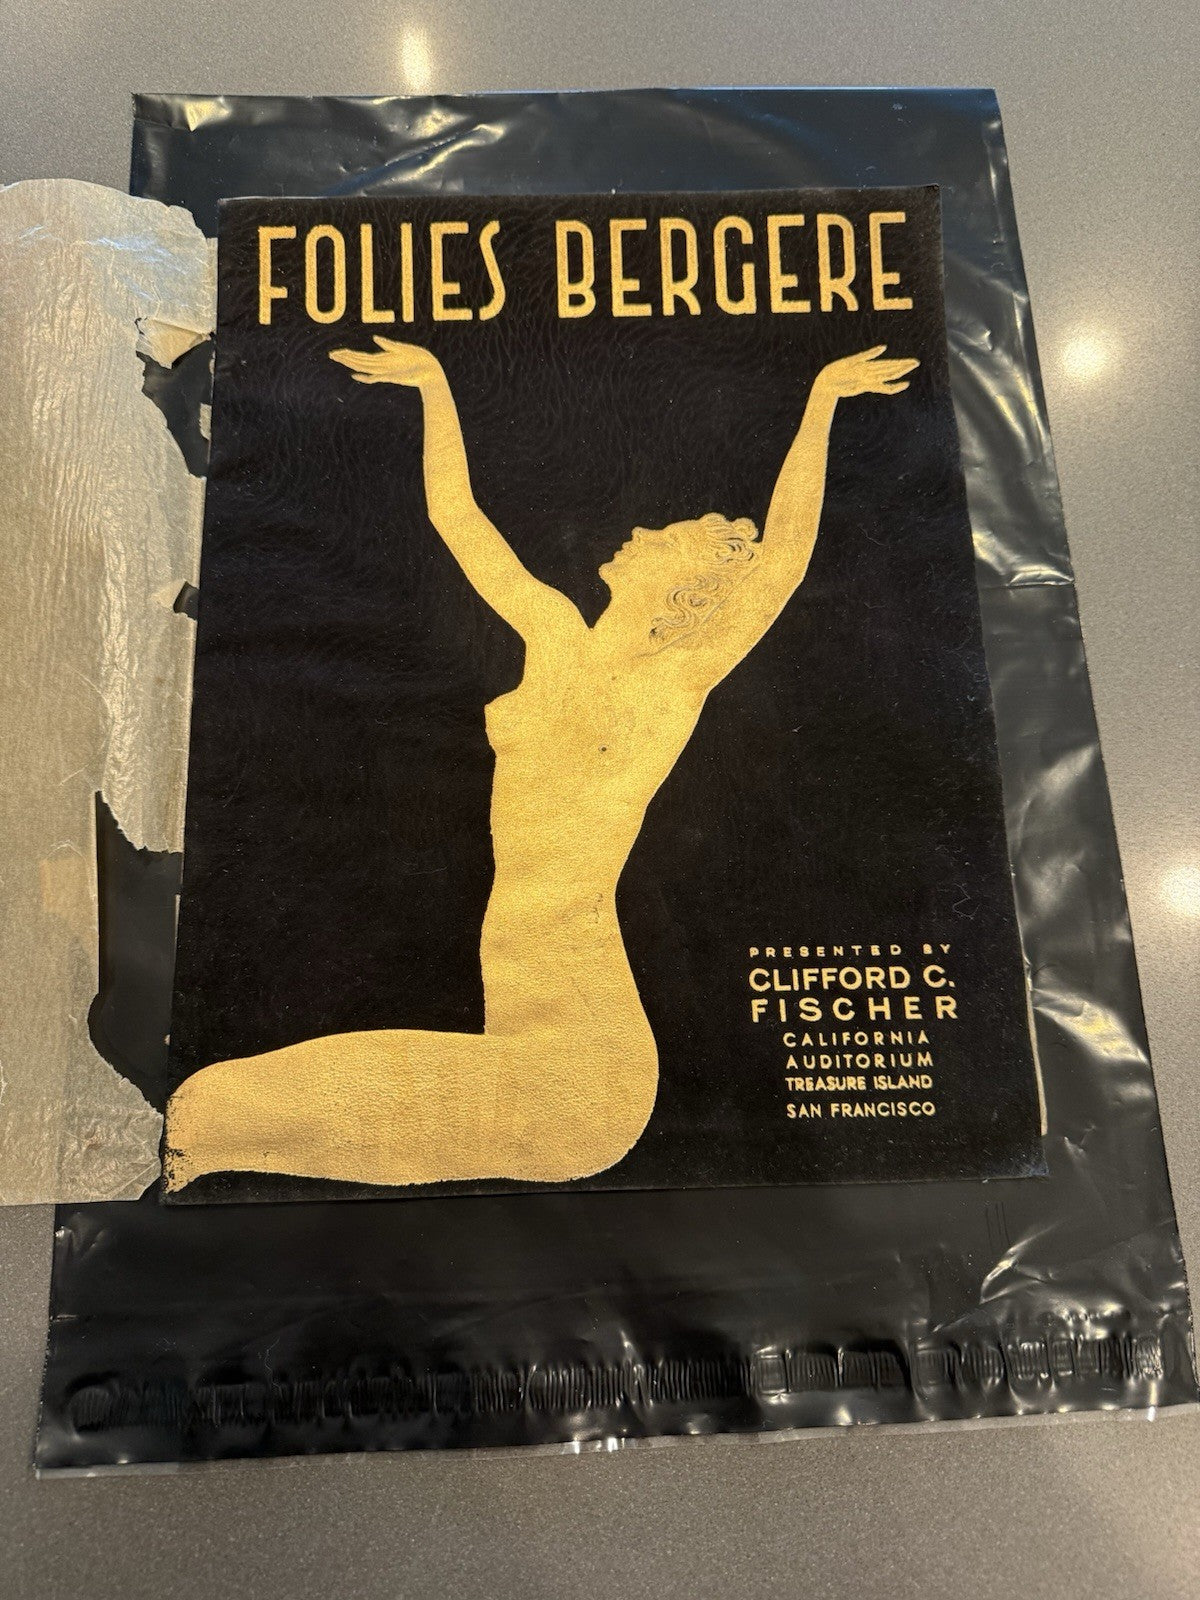 FOLIES BERGERE
PRESENTED BY
CLIFFORD C.
FISCHER
CALIFORNIA
AUDITORIUM
TREASURE ISLAND
SAN FRANCISCO